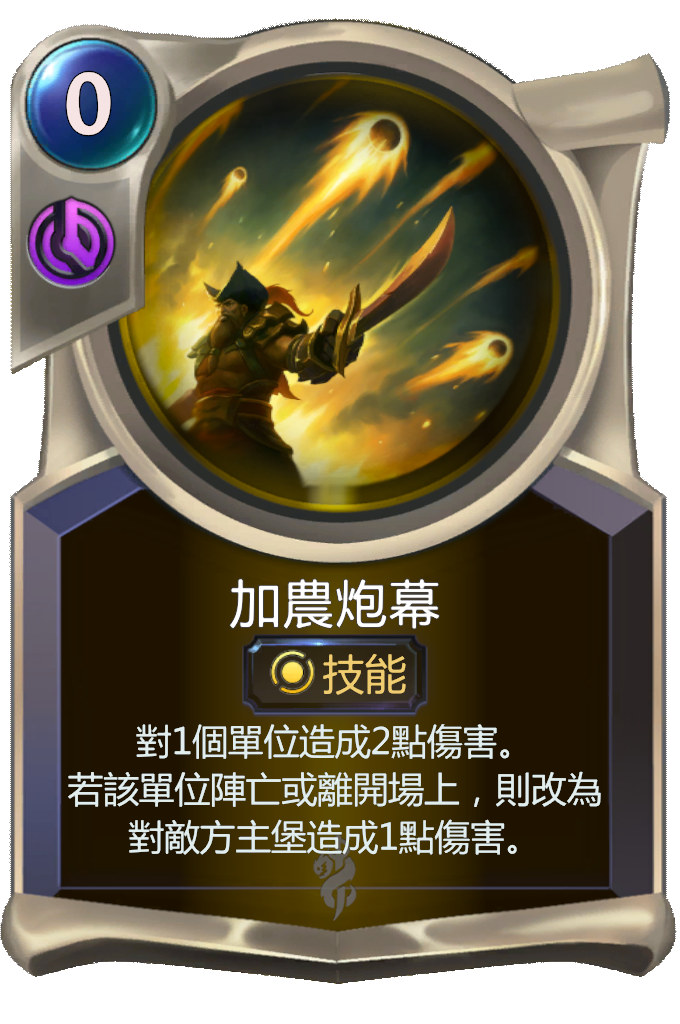 0
加農炮幕
技能
對1個單位造成2點傷害。
若該單位陣亡或離開場上，則改為
對敵方主堡造成1點傷害。